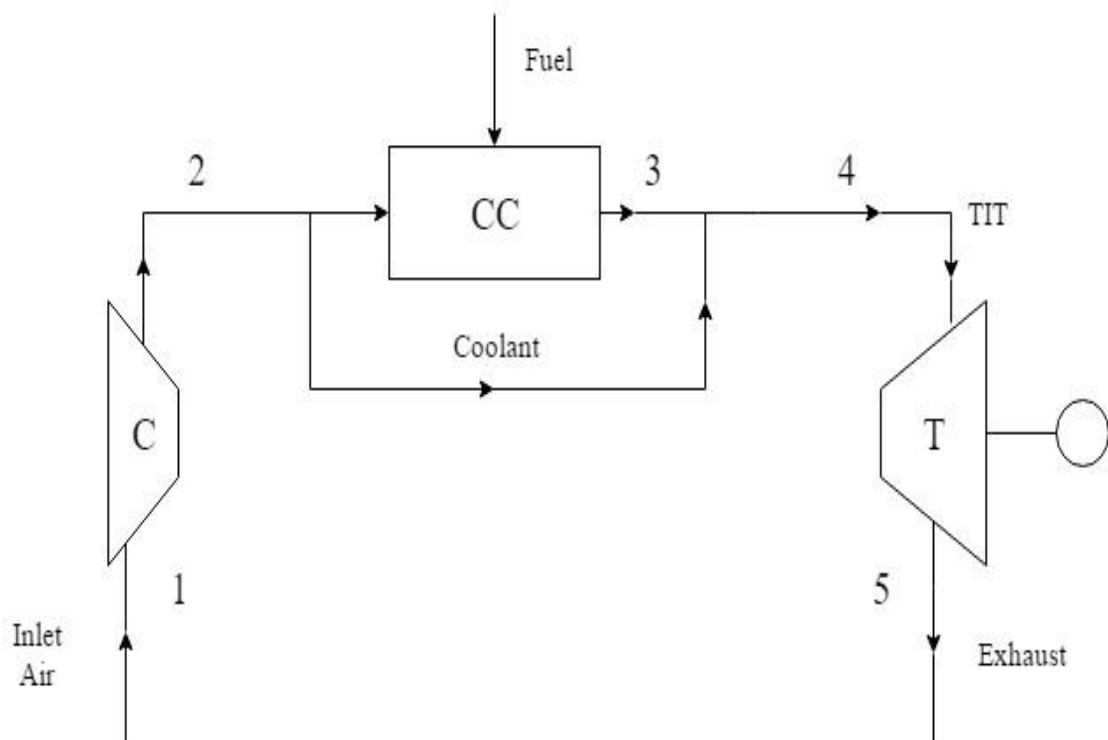 Fuel
2
3
4
CC
TIT
Coolant
C
T
1
5
Inlet
Air
Exhaust